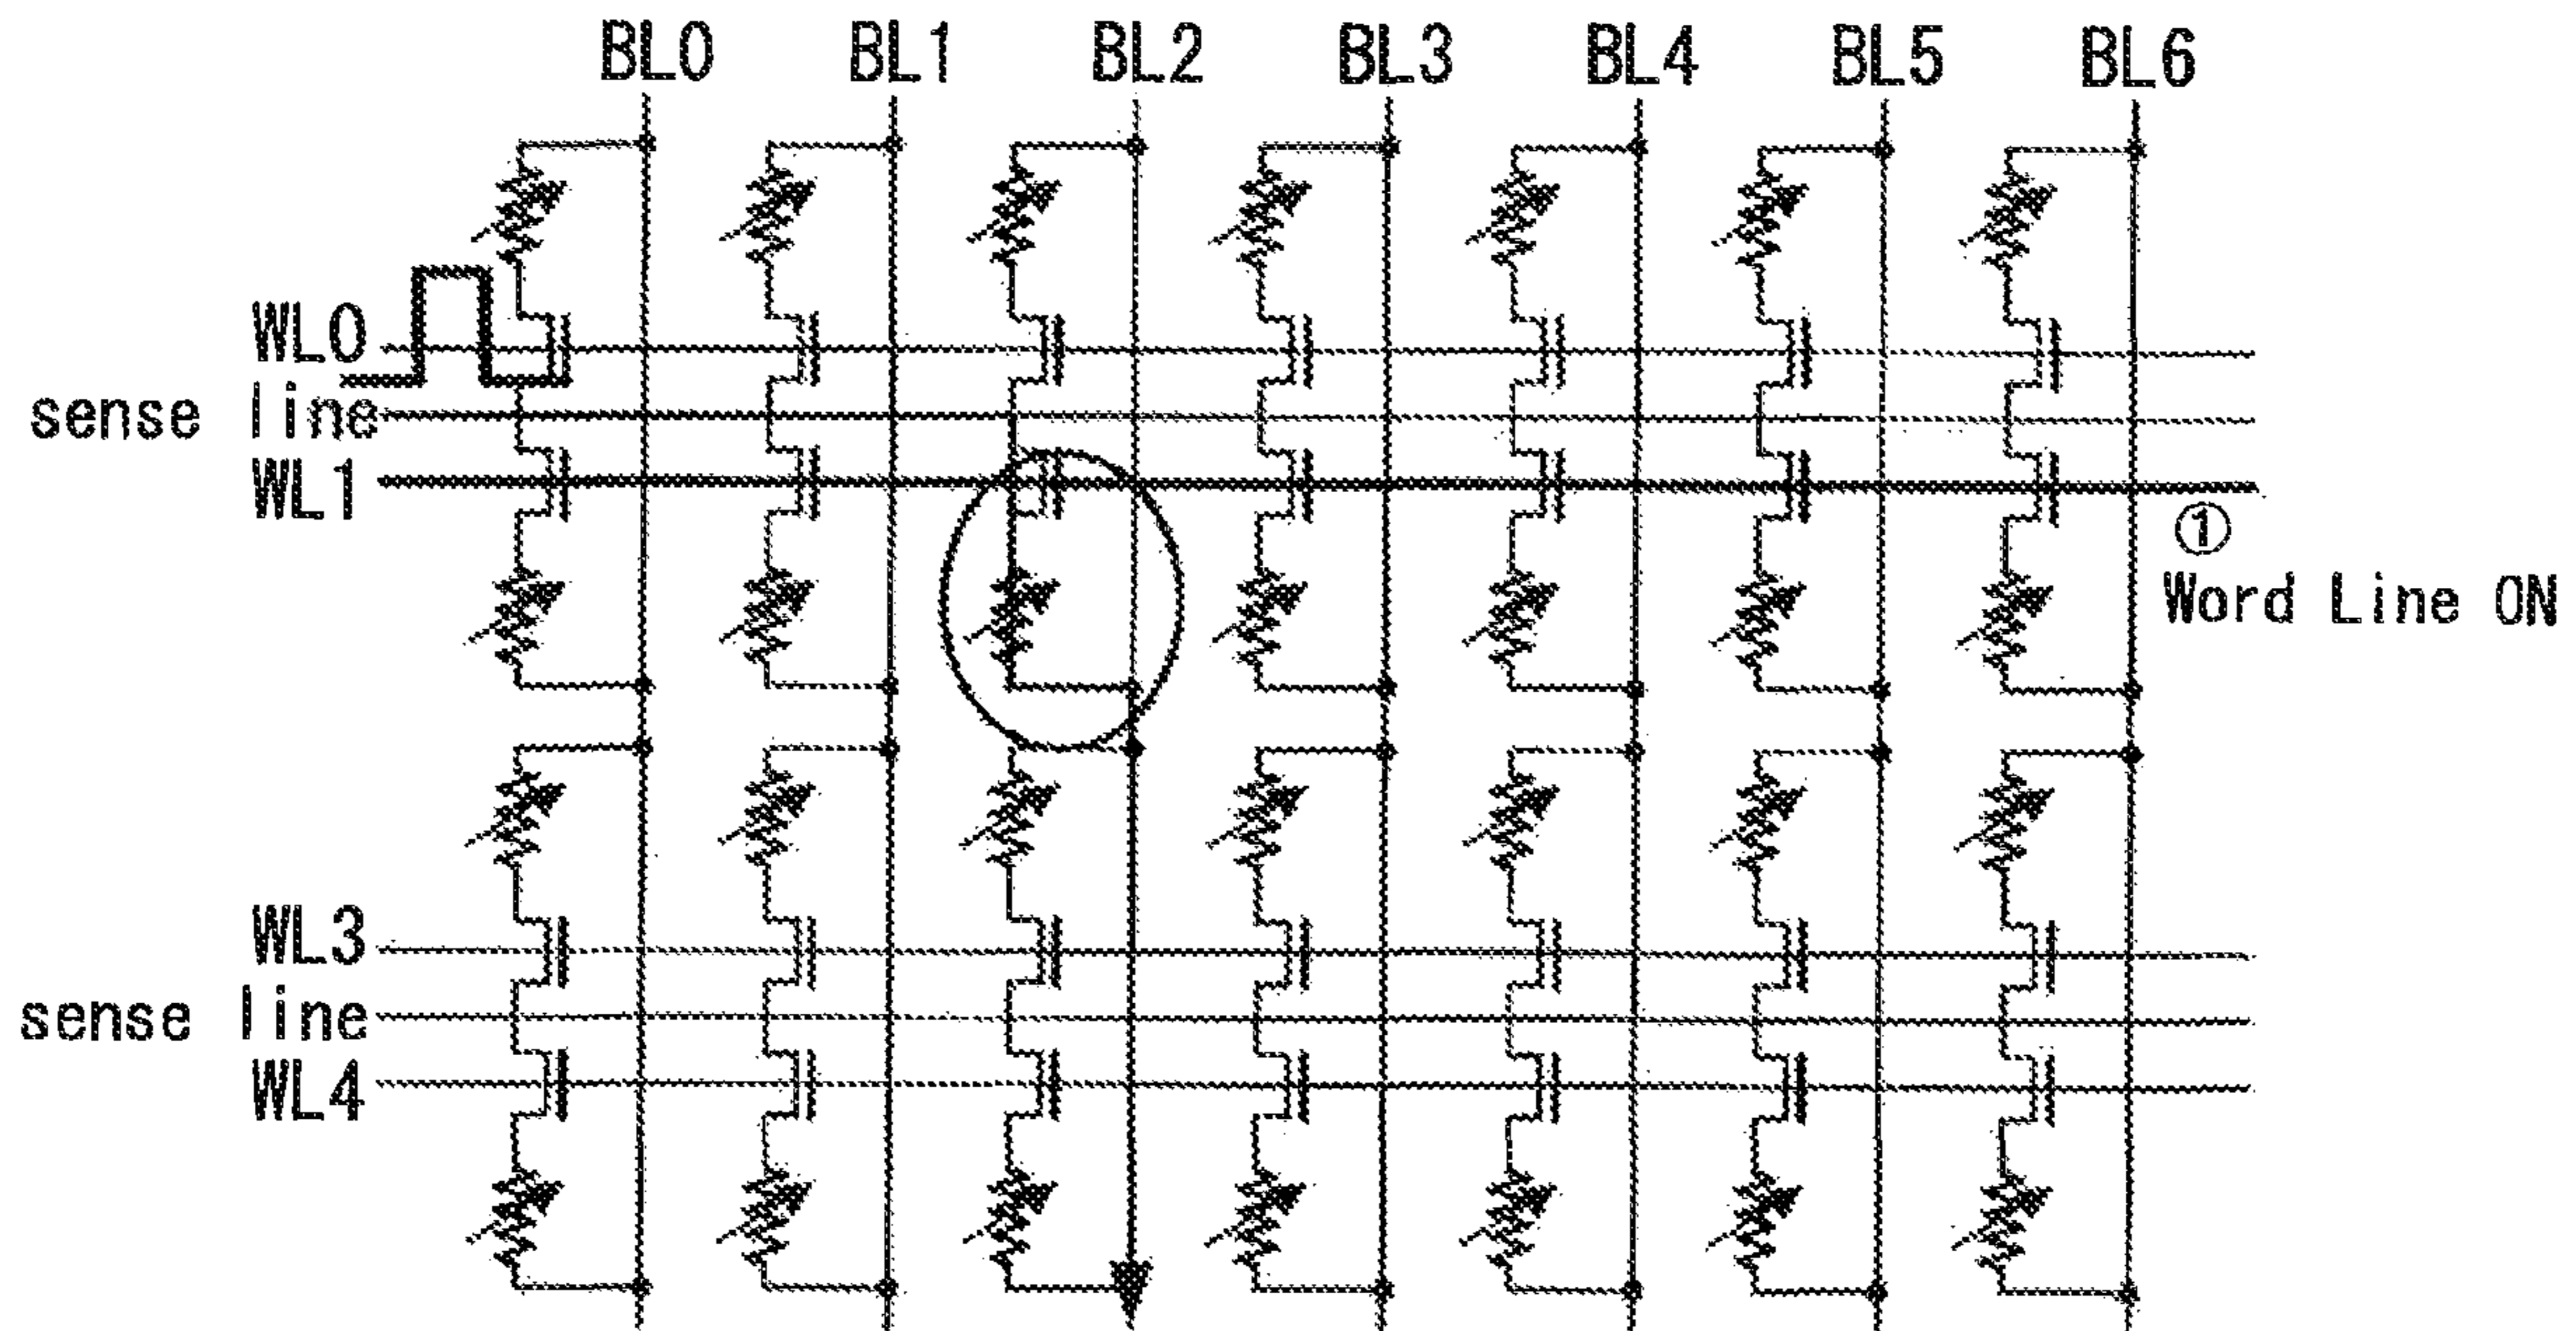 BL0 BL1 BL2 BL3 BL4 BL5 BL6
WL0
sense line
WL1
①
Word Line ON
WL3
sense line
WL4